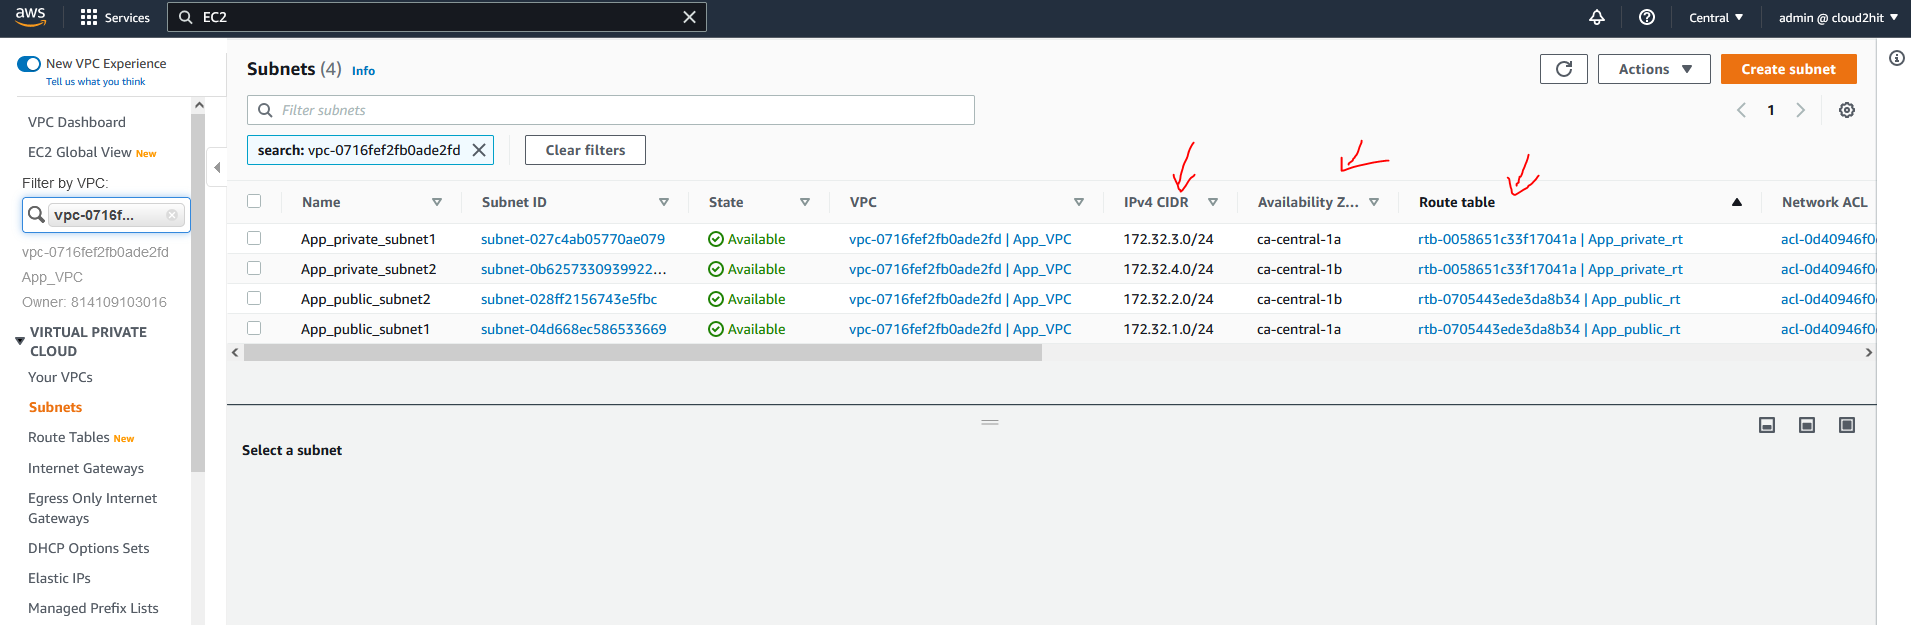 aws Services EC2 Central admin @ cloud2hit
New VPC Experience
Tell us what you think
VPC Dashboard
EC2 Global View New
Filter by VPC:
vpc-0716f...
vpc-0716fef2fb0ade2fd
App_VPC
Owner: 814109103016
VIRTUAL PRIVATE
CLOUD
Your VPCs
Subnets
Route Tables New
Internet Gateways
Egress Only Internet
Gateways
DHCP Options Sets
Elastic IPs
Managed Prefix Lists
Subnets (4) Info
Actions Create subnet
Filter subnets
1
search: vpc-0716fef2fb0ade2fd Clear filters
Name Subnet ID State VPC IPv4 CIDR Availability Z... Route table Network ACL
App_private_subnet1 subnet-027c4ab05770ae079 Available vpc-0716fef2fb0ade2fd | App_VPC 172.32.3.0/24 ca-central-1a rtb-0058651c33f17041a | App_private_rt acl-0d40946f0
App_private_subnet2 subnet-0b6257330939922... Available vpc-0716fef2fb0ade2fd | App_VPC 172.32.4.0/24 ca-central-1b rtb-0058651c33f17041a | App_private_rt acl-0d40946f0
App_public_subnet2 subnet-028ff2156743e5fbc Available vpc-0716fef2fb0ade2fd | App_VPC 172.32.2.0/24 ca-central-1b rtb-0705443ede3da8b34 | App_public_rt acl-0d40946f0
App_public_subnet1 subnet-04d668ec586533669 Available vpc-0716fef2fb0ade2fd | App_VPC 172.32.1.0/24 ca-central-1a rtb-0705443ede3da8b34 | App_public_rt acl-0d40946f0
Select a subnet